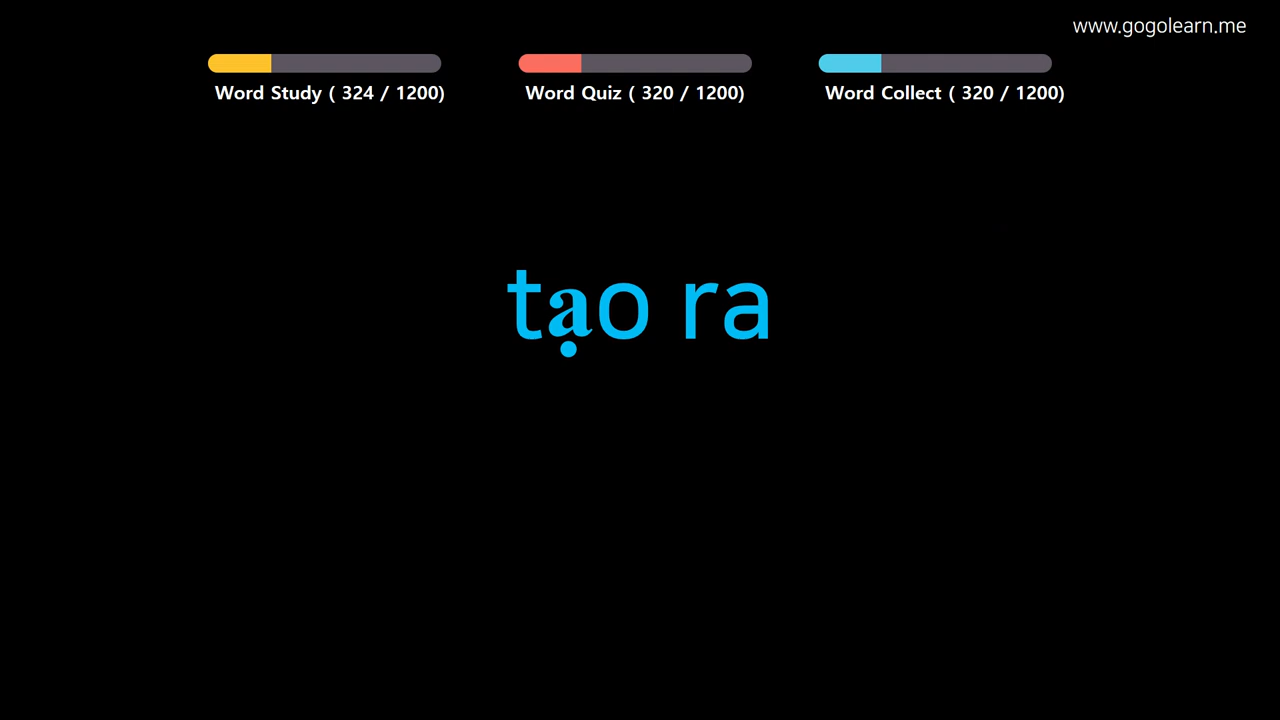 www.gogolearn.me
Word Study ( 324 / 1200)
Word Quiz ( 320 / 1200)
Word Collect ( 320 / 1200)
tạo ra